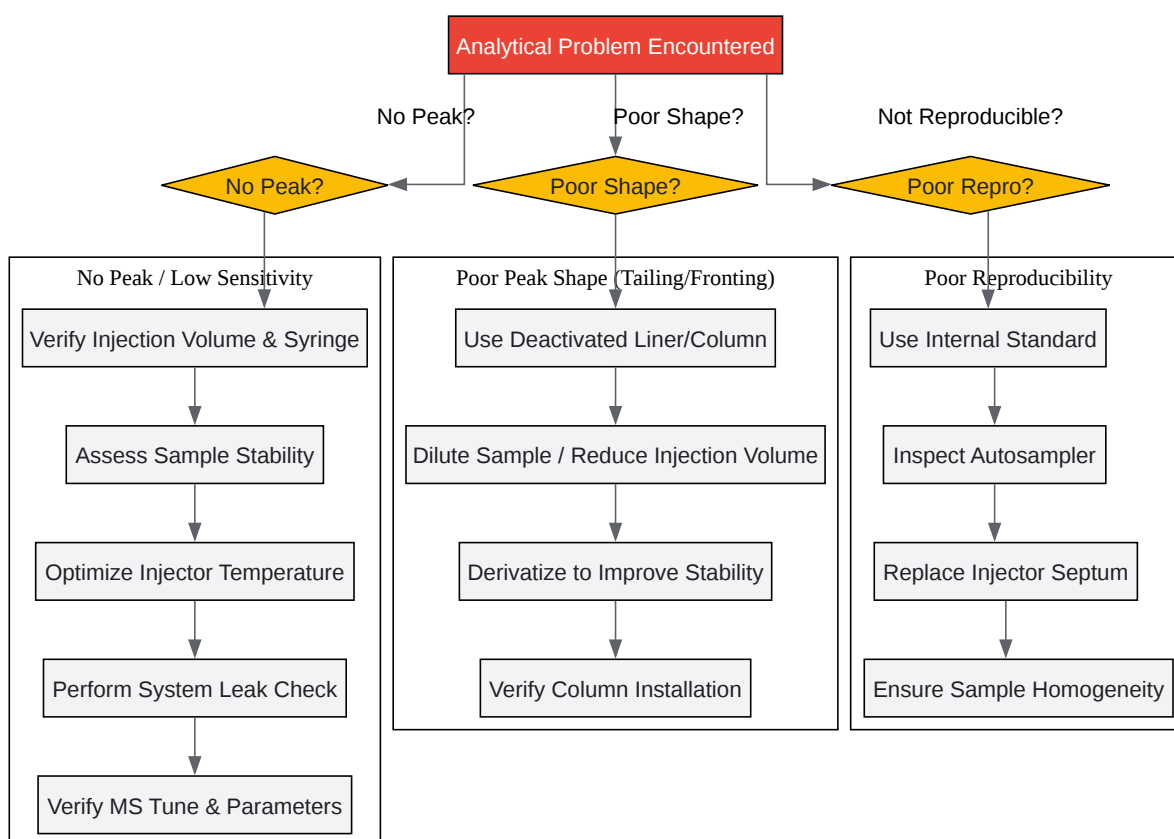 Analytical Problem Encountered
No Peak?
Poor Shape?
Not Reproducible?
No Peak?
Poor Shape?
Poor Repro?
No Peak / Low Sensitivity
Verify Injection Volume & Syringe
Assess Sample Stability
Optimize Injector Temperature
Perform System Leak Check
Verify MS Tune & Parameters
Poor Peak Shape (Tailing/Fronting)
Use Deactivated Liner/Column
Dilute Sample / Reduce Injection Volume
Derivatize to Improve Stability
Verify Column Installation
Poor Reproducibility
Use Internal Standard
Inspect Autosampler
Replace Injector Septum
Ensure Sample Homogeneity